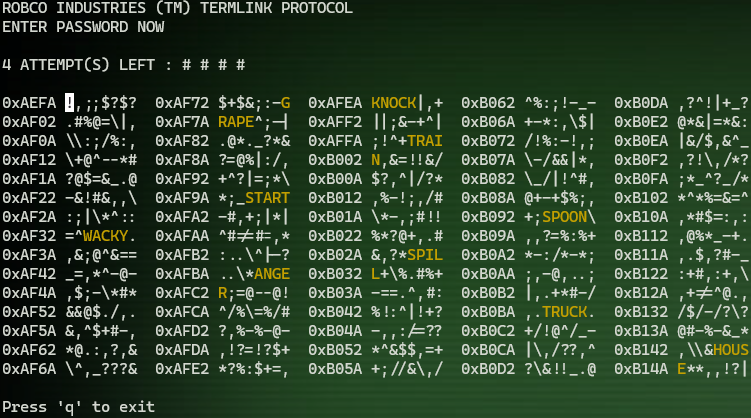 ROBCO INDUSTRIES (TM) TERMLINK PROTOCOL
ENTER PASSWORD NOW
4 ATTEMPT(S) LEFT : # # # #
0xAEFA !,;;$?$? 0xAF72 $+$&;:-G 0xAFEA KNOCK|,+ 0xB062 ^%:;!-_- 0xB0DA ,?^!|+_?
0xAF02 .#%@=\|, 0xAF7A RAPE^;-| 0xAFF2 ||;&-+^| 0xB06A +-*:,\$| 0xB0E2 @*&|=*&:
0xAF0A \\:;/%:, 0xAF82 .@*._?*& 0xAFFA ;!^+TRAI 0xB072 /!%:-!,; 0xB0EA |&/$,&^|
0xAF12 \+@^--*# 0xAF8A ?=@%|:/, 0xB002 N,&=!!&/ 0xB07A \-/&&|*, 0xB0F2 ,?!\,/*?
0xAF1A ?@$=&_.@ 0xAF92 +^?|=;*\ 0xB00A $?,^|/?* 0xB082 \_/|!^#, 0xB0FA ;*_^?_/*
0xAF22 -&!#&,,\ 0xAF9A *;_START 0xB012 ,%-!;,/# 0xB08A @+-+$%;, 0xB102 *^*%=&=^
0xAF2A :;|\*^:: 0xAFA2 -#,+;|*| 0xB01A \*-,;#!! 0xB092 +;SPOON\ 0xB10A ,*#$=:,:
0xAF32 =^WACKY. 0xAFAA ^#≠#=,* 0xB022 %*?@+,.# 0xB09A ,,?=%:%+ 0xB112 ,@%*_-+.
0xAF3A ,&;@^&== 0xAFB2 :..\^|-? 0xB02A &,?*SPIL 0xB0A2 *-:/*-*; 0xB11A ,.$,?#-_
0xAF42 _=,*^-@- 0xAFBA ..\*ANGE 0xB032 L+\%.#%+ 0xB0AA ;,-@,..; 0xB122 :+#,:+,\
0xAF4A ,$;-\*#* 0xAFC2 R;=@--@! 0xB03A -==.^,#: 0xB0B2 |,.+*#-/ 0xB12A ,+≠^@.,
0xAF52 &&@$./,. 0xAFCA ^/%\=%/# 0xB042 %!:^|!+? 0xB0BA ,.TRUCK. 0xB132 /$/-/?\?
0xAF5A &,^$+#-, 0xAFD2 ?,%-%-@- 0xB04A -,,:/=?? 0xB0C2 +/!@^/_- 0xB13A @#-%-&_*
0xAF62 *@.:,?,& 0xAFDA ,!?=!?$+ 0xB052 *^&$$,=+ 0xB0CA |\,/??,^ 0xB142 ,\\&HOUS
0xAF6A \^,_???& 0xAFE2 *?%:$+=, 0xB05A +;//&\,/ 0xB0D2 ?\&!!_.@ 0xB14A E**,,!?|
Press 'q' to exit